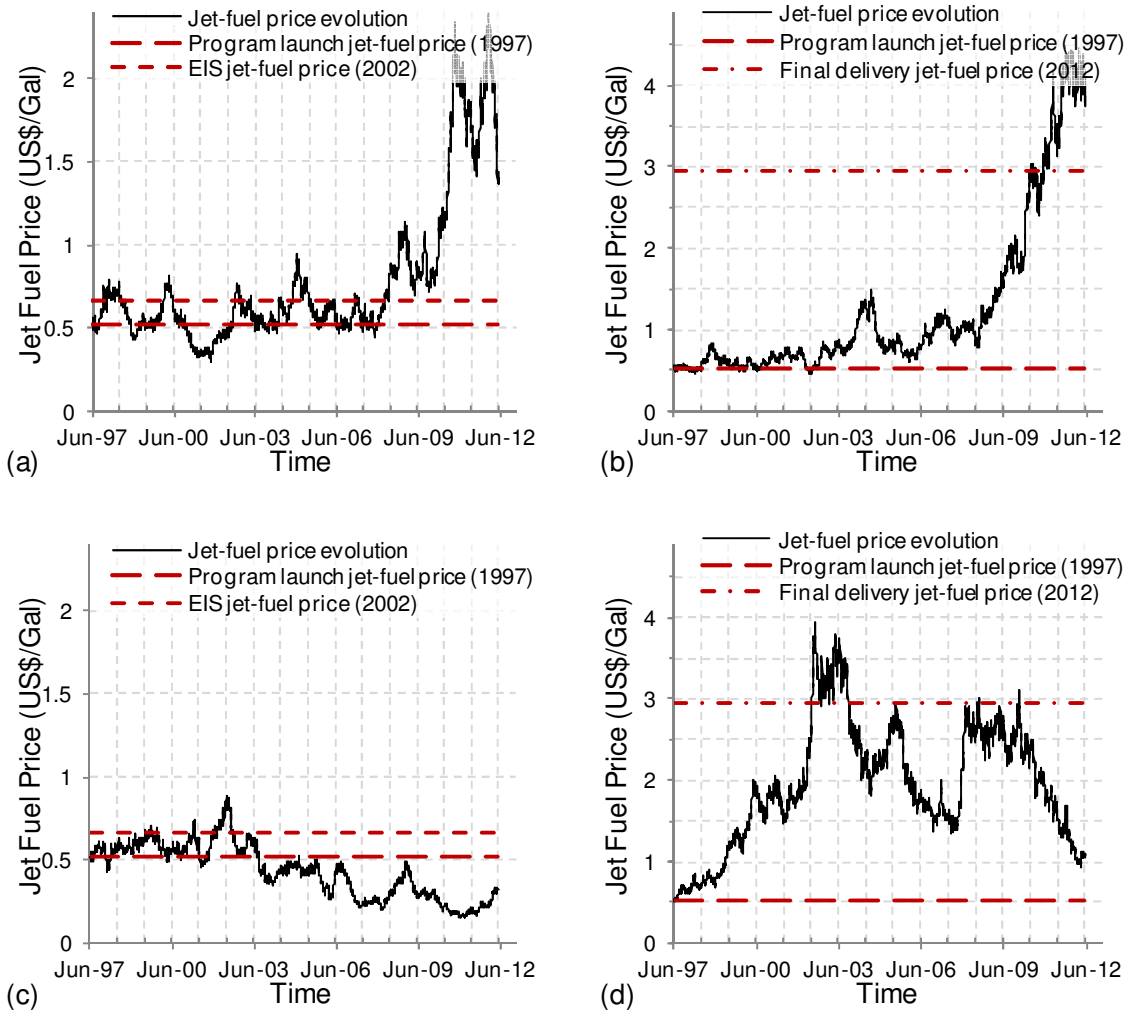 Jet-fuel price evolution
Program launch jet-fuel price (1997)
EIS jet-fuel price (2002)
Jet Fuel Price (US$/Gal)
2
1.5
1
0.5
0
Jun-97 Jun-00 Jun-03 Jun-06 Jun-09 Jun-12
Time
(a)
Jet-fuel price evolution
Program launch jet-fuel price (1997)
Final delivery jet-fuel price (2012)
Jet Fuel Price (US$/Gal)
4
3
2
1
0
Jun-97 Jun-00 Jun-03 Jun-06 Jun-09 Jun-12
Time
(b)
Jet-fuel price evolution
Program launch jet-fuel price (1997)
EIS jet-fuel price (2002)
Jet Fuel Price (US$/Gal)
2
1.5
1
0.5
0
Jun-97 Jun-00 Jun-03 Jun-06 Jun-09 Jun-12
Time
(c)
Jet-fuel price evolution
Program launch jet-fuel price (1997)
Final delivery jet-fuel price (2012)
Jet Fuel Price (US$/Gal)
4
3
2
1
0
Jun-97 Jun-00 Jun-03 Jun-06 Jun-09 Jun-12
Time
(d)